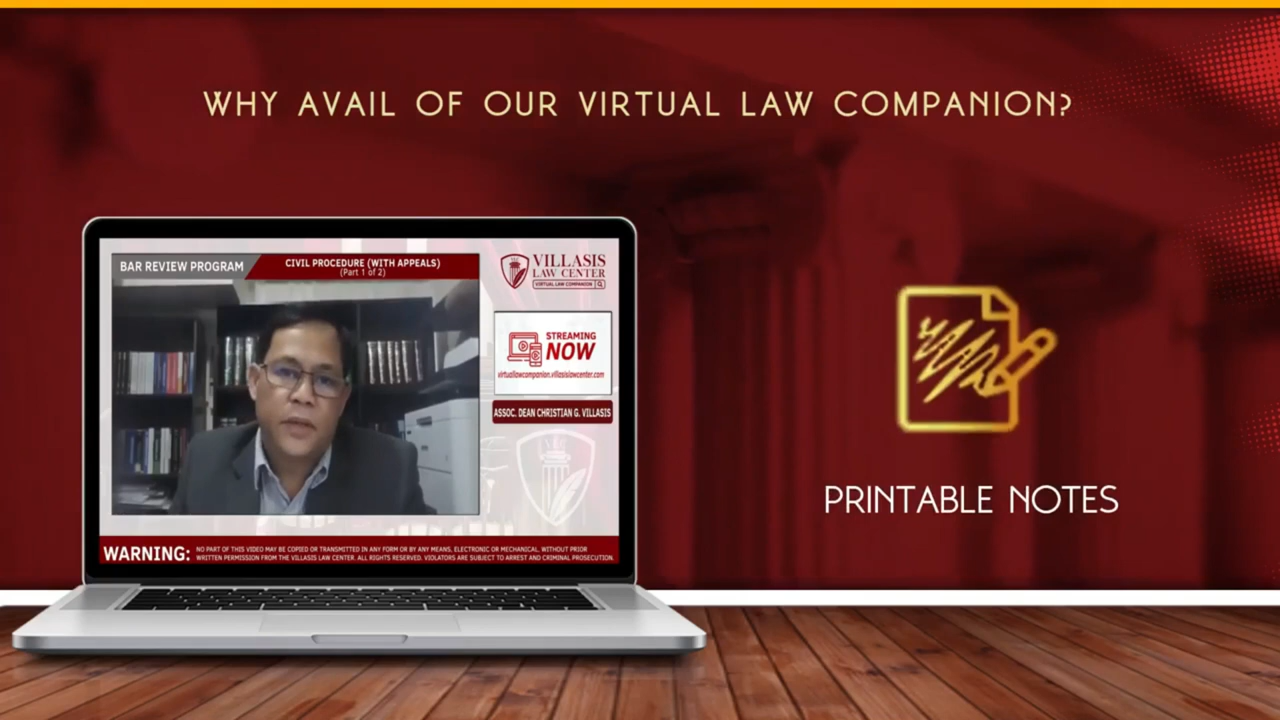 WHY AVAIL OF OUR VIRTUAL LAW COMPANION?
BAR REVIEW PROGRAM
CIVIL PROCEDURE (WITH APPEALS)
(Part 1 of 2)
VILLASIS
LAW CENTER
VIRTUAL LAW COMPANION
STREAMING
NOW
virtuallawcompanion.villasislawcenter.com
ASSOC. DEAN CHRISTIAN G. VILLASIS
PRINTABLE NOTES
WARNING:
NO PART OF THIS VIDEO MAY BE COPIED OR TRANSMITTED IN ANY FORM OR BY ANY MEANS, ELECTRONIC OR MECHANICAL, WITHOUT PRIOR
WRITTEN PERMISSION FROM THE VILLASIS LAW CENTER. ALL RIGHTS RESERVED. VIOLATORS ARE SUBJECT TO ARREST AND CRIMINAL PROSECUTION.